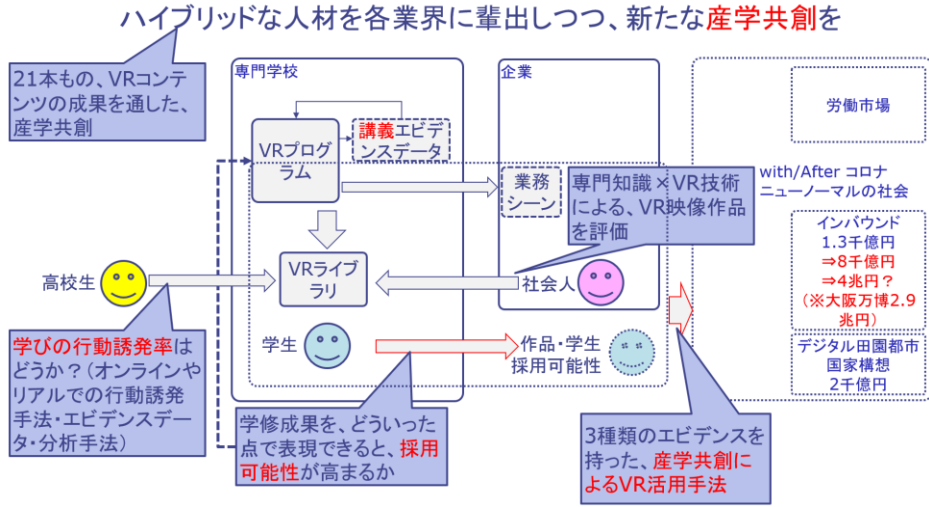 ハイブリッドな人材を各業界に輩出しつつ、新たな産学共創を
21本もの、VRコンテ
ンツの成果を通した、
産学共創
専門学校
VRプログ
ラム
講義エビデ
ンスデータ
VRライブ
ラリ
企業
業務
シーン
専門知識×VR技術
による、VR映像作品
を評価
労働市場
with/After コロナ
ニューノーマルの社会
インバウンド
1.3千億円
⇒8千億円
⇒4兆円？
（※大阪万博2.9
兆円）
デジタル田園都市
国家構想
2千億円
高校生
社会人
学生
作品・学生
採用可能性
学びの行動誘発率は
どうか？（オンラインや
リアルでの行動誘発
手法・エビデンスデー
タ・分析手法）
学修成果を、どういった
点で表現できると、採用
可能性が高まるか
3種類のエビデンスを
持った、産学共創に
よるVR活用手法